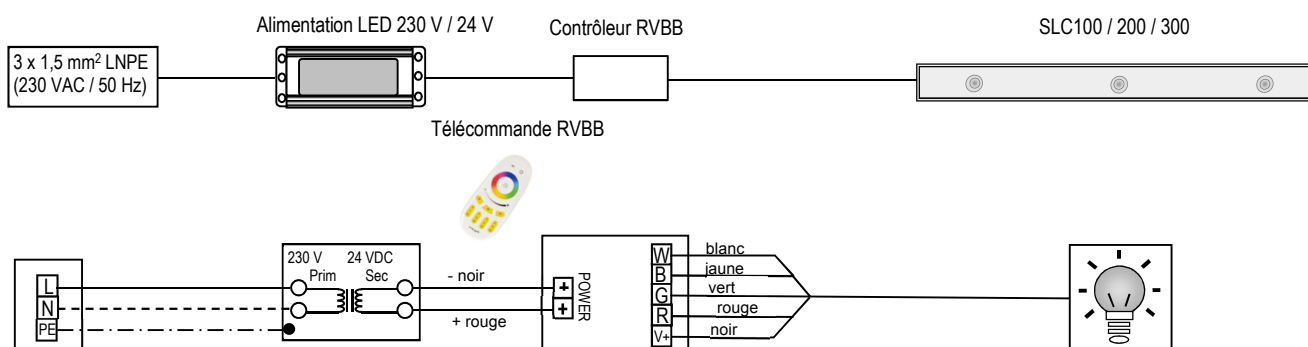 Alimentation LED 230 V / 24 V
Contrôleur RVBB
SLC100 / 200 / 300
3 x 1,5 mm² LNPE
(230 VAC / 50 Hz)
Télécommande RVBB
230 V
24 VDC
Prim
Sec
L
N
PE
- noir
+ rouge
+
+
POWER
W
B
G
R
V+
blanc
jaune
vert
rouge
noir